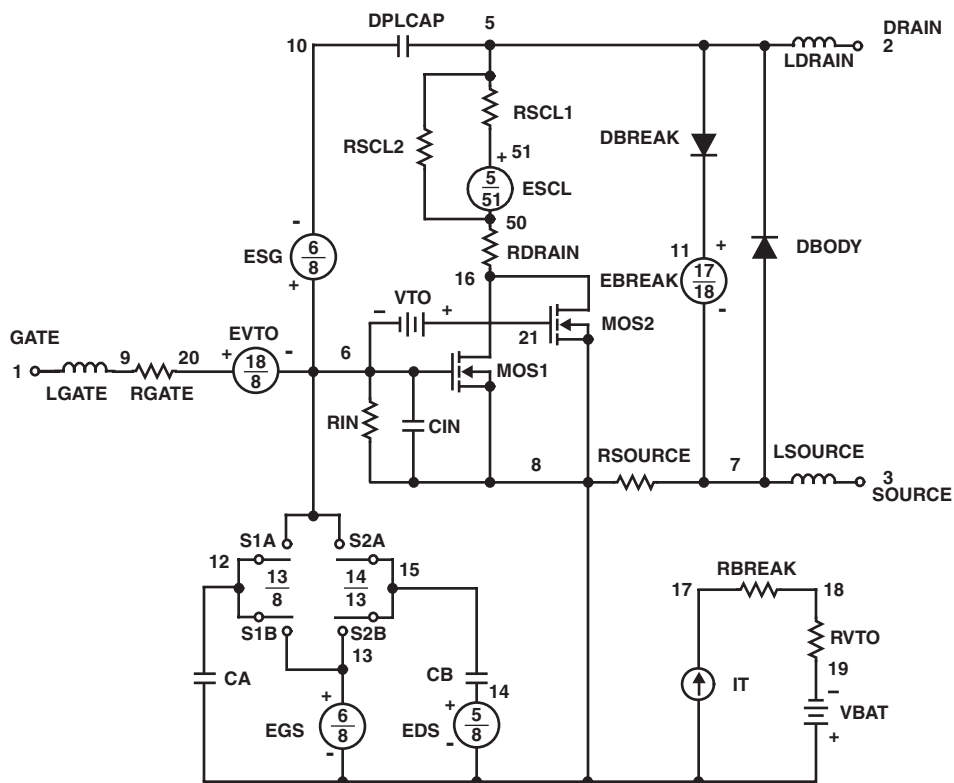 DPLCAP
5
DRAIN
2
10
LDRAIN
RSCL1
RSCL2
DBREAK
+ 51
5
51
ESCL
50
-
ESG
6
8
+
RDRAIN
11
+
EBREAK
17
18
-
DBODY
16
- VTO +
21
MOS2
GATE
1
9
20
LGATE
RGATE
EVTO
+
18
8
-
6
MOS1
RIN
CIN
8
RSOURCE
7
LSOURCE
3
SOURCE
S1A
S2A
12
13
8
14
13
15
S1B
S2B
13
CA
CB
14
+
EGS
6
8
-
+
EDS
5
8
-
RBREAK
17
18
RVTO
19
IT
-
VBAT
+